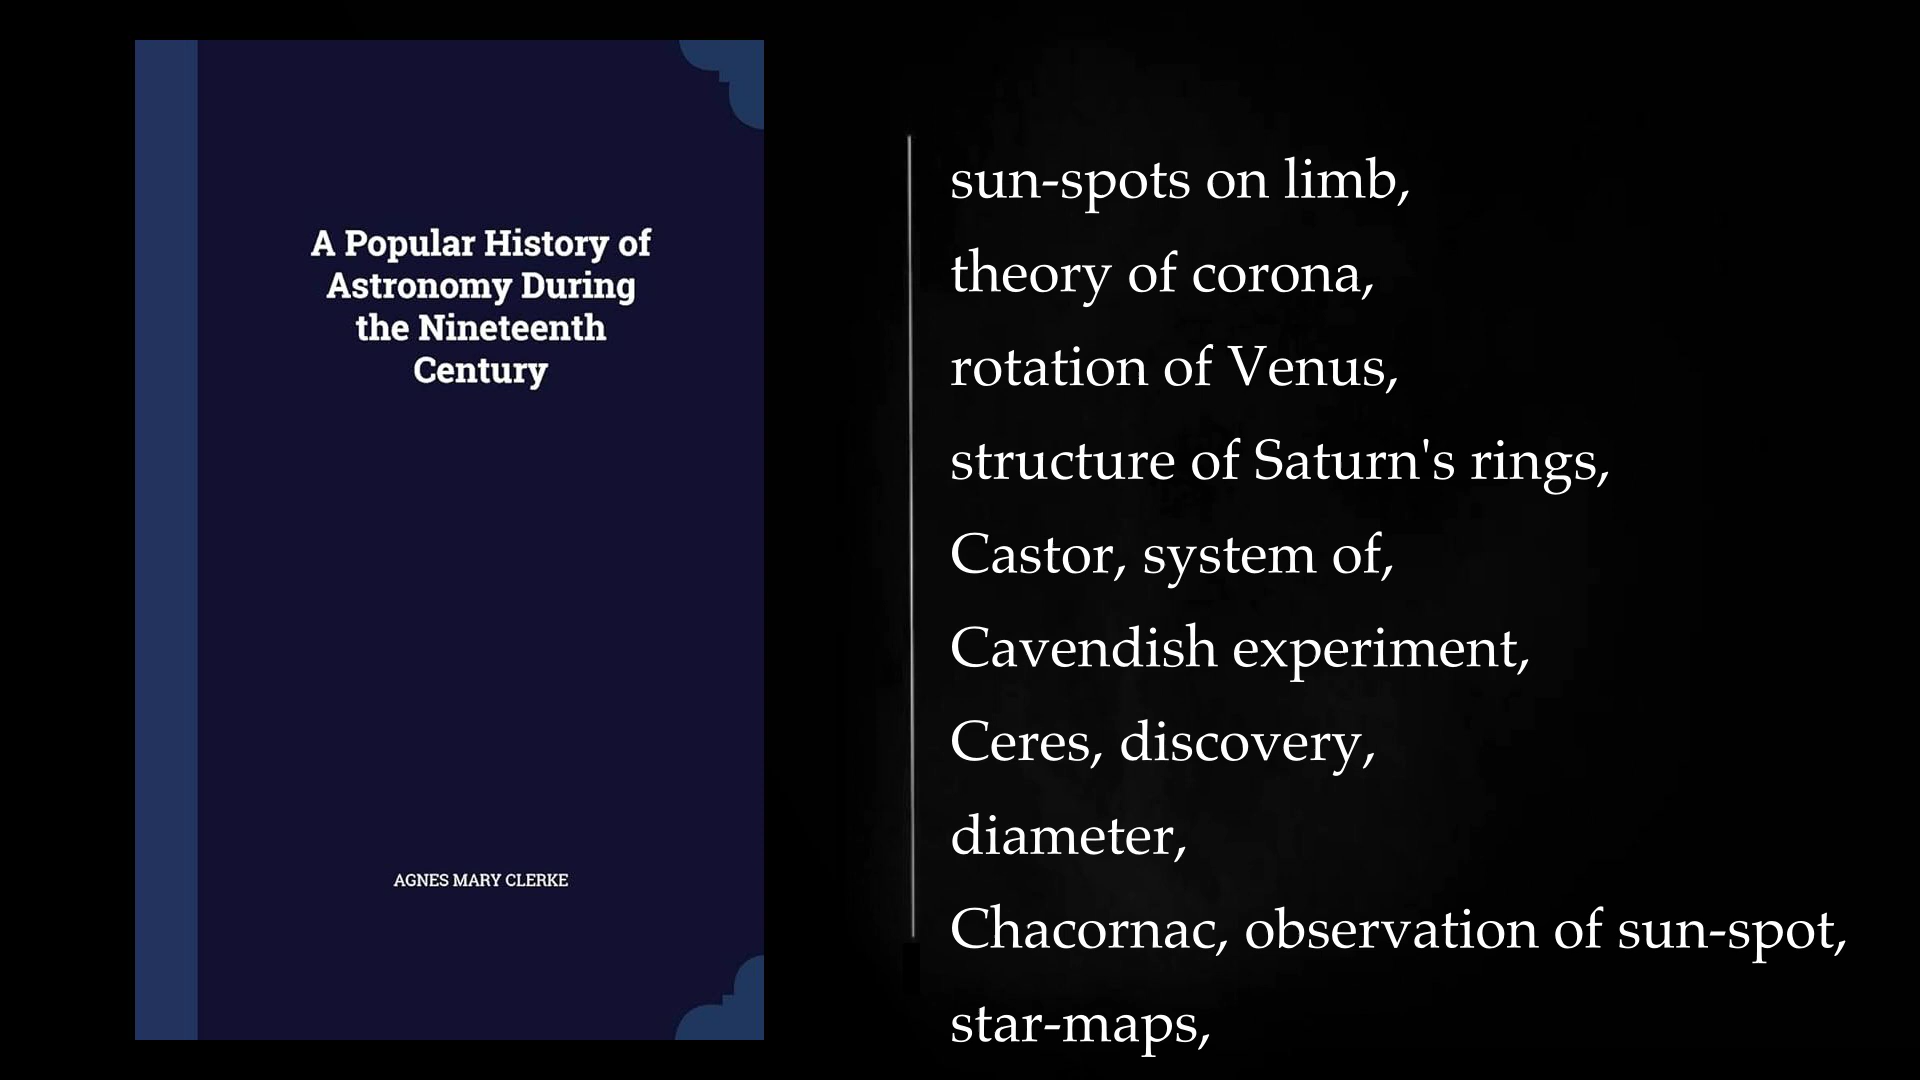 A Popular History of
Astronomy During
the Nineteenth
Century
AGNES MARY CLERKE
sun-spots on limb,
theory of corona,
rotation of Venus,
structure of Saturn's rings,
Castor, system of,
Cavendish experiment,
Ceres, discovery,
diameter,
Chacornac, observation of sun-spot,
star-maps,